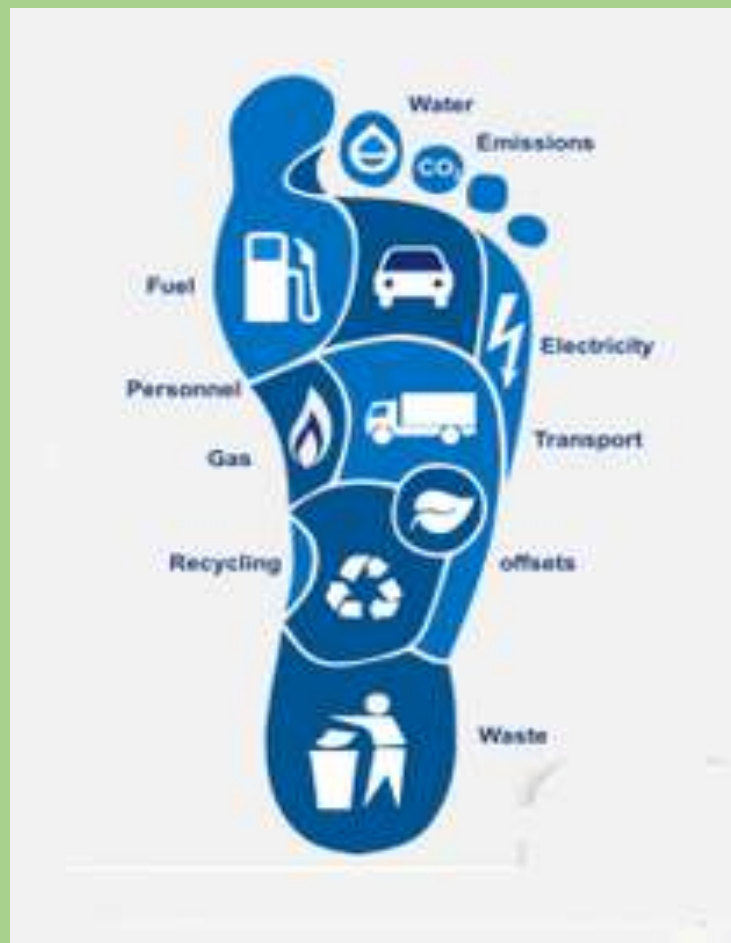 Water
Emissions
CO₂
Fuel
Electricity
Personnel
Transport
Gas
Recycling
offsets
Waste